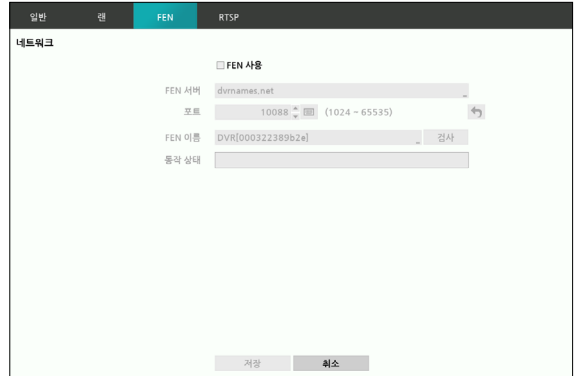 일반 랜 FEN RTSP
네트워크
FEN 사용
FEN 서버 dvrnames.net
포트 10088 (1024 ~ 65535)
FEN 이름 DVR[000322389b2e] 검사
동작 상태
저장 취소